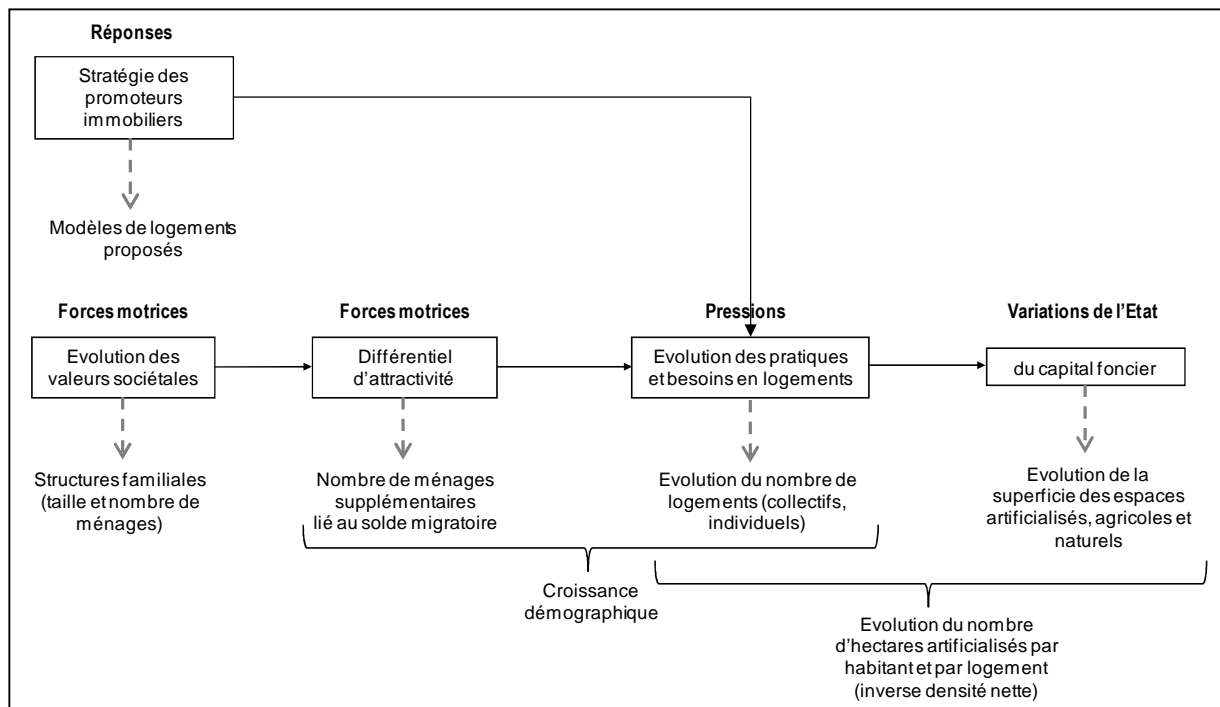 Réponses
Stratégie des
promoteurs
immobiliers
Modèles de logements
proposés
Forces motrices
Evolution des
valeurs sociétales
Structures familiales
(taille et nombre de
ménages)
Forces motrices
Différentiel
d'attractivité
Nombre de ménages
supplémentaires
lié au solde migratoire
Pressions
Evolution des pratiques
et besoins en logements
Evolution du nombre de
logements (collectifs,
individuels)
Variations de l'Etat
du capital foncier
Evolution de la
superficie des espaces
artificialisés, agricoles et
naturels
Croissance
démographique
Evolution du nombre
d'hectares artificialisés par
habitant et par logement
(inverse densité nette)